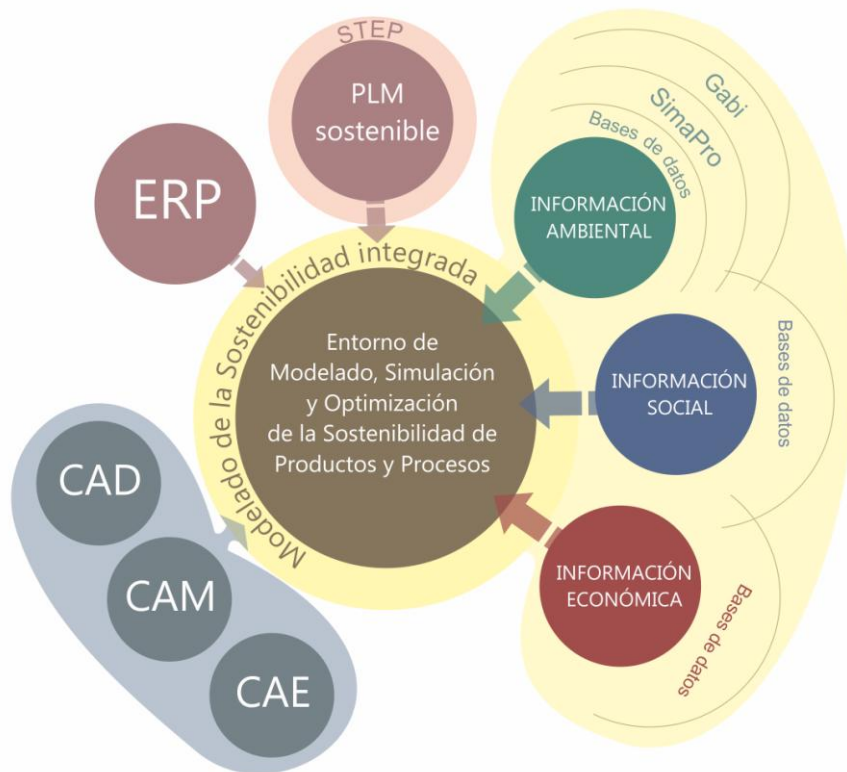 STEP
PLM
sostenible
ERP
Gabi
SimaPro
Bases de datos
INFORMACIÓN
AMBIENTAL
Modelado de la Sostenibilidad integrada
Entorno de
Modelado, Simulación
y Optimización
de la Sostenibilidad de
Productos y Procesos
INFORMACIÓN
SOCIAL
Bases de datos
CAD
CAM
CAE
INFORMACIÓN
ECONÓMICA
Bases de datos